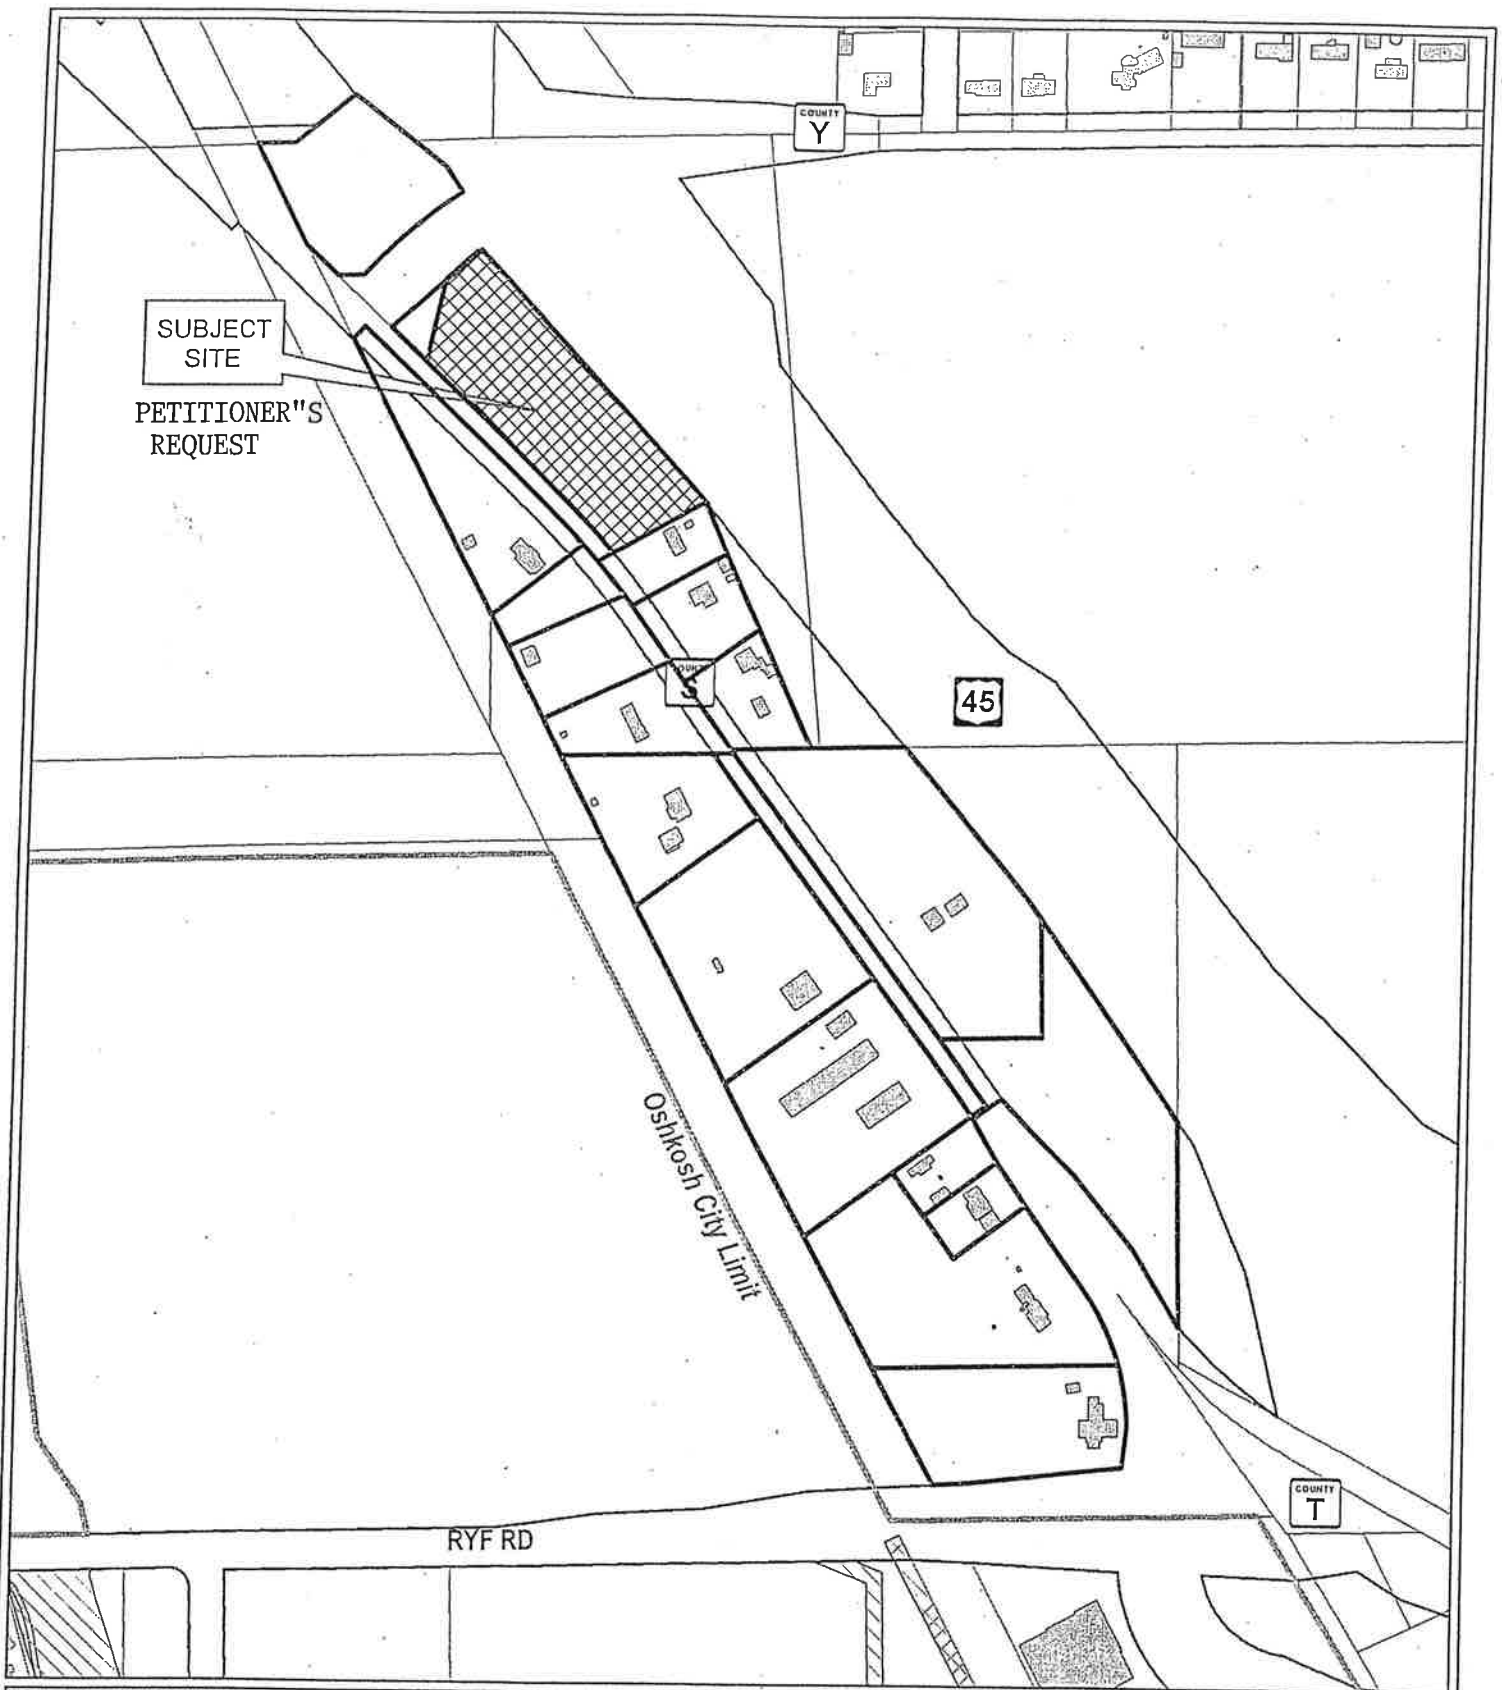 COUNTY
Y
SUBJECT
SITE
PETITIONER"S
REQUEST
S
45
Oshkosh City Limit
COUNTY
T
RYF RD